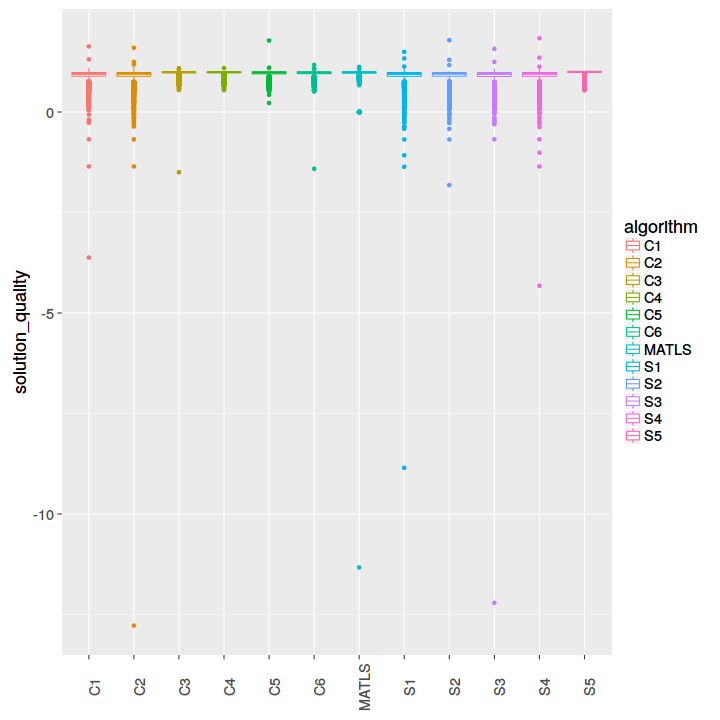 0
-5
-10
solution_quality
C1 C2 C3 C4 C5 C6 MATLS S1 S2 S3 S4 S5
algorithm
C1
C2
C3
C4
C5
C6
MATLS
S1
S2
S3
S4
S5